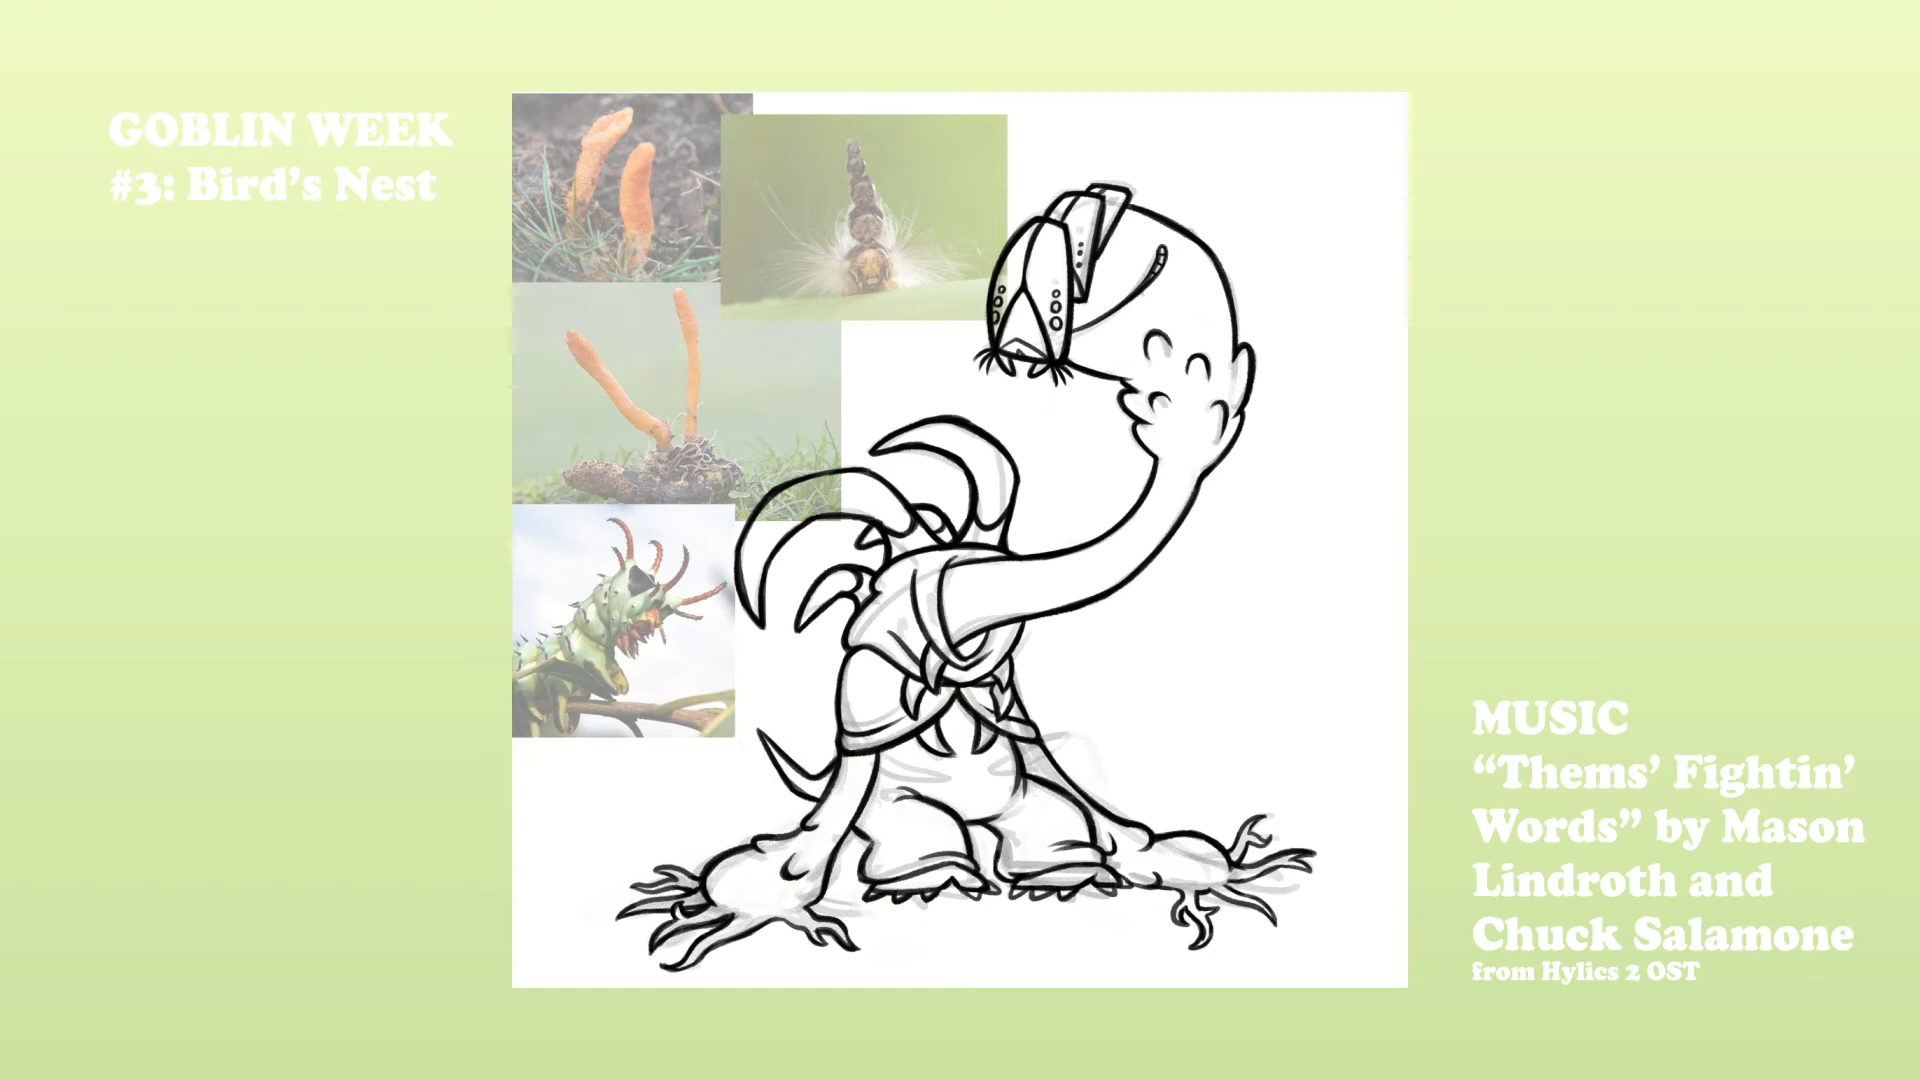 GOBLIN WEEK
#3: Bird’s Nest
MUSIC
“Thems’ Fightin’
Words” by Mason
Lindroth and
Chuck Salamone
from Hylics 2 OST